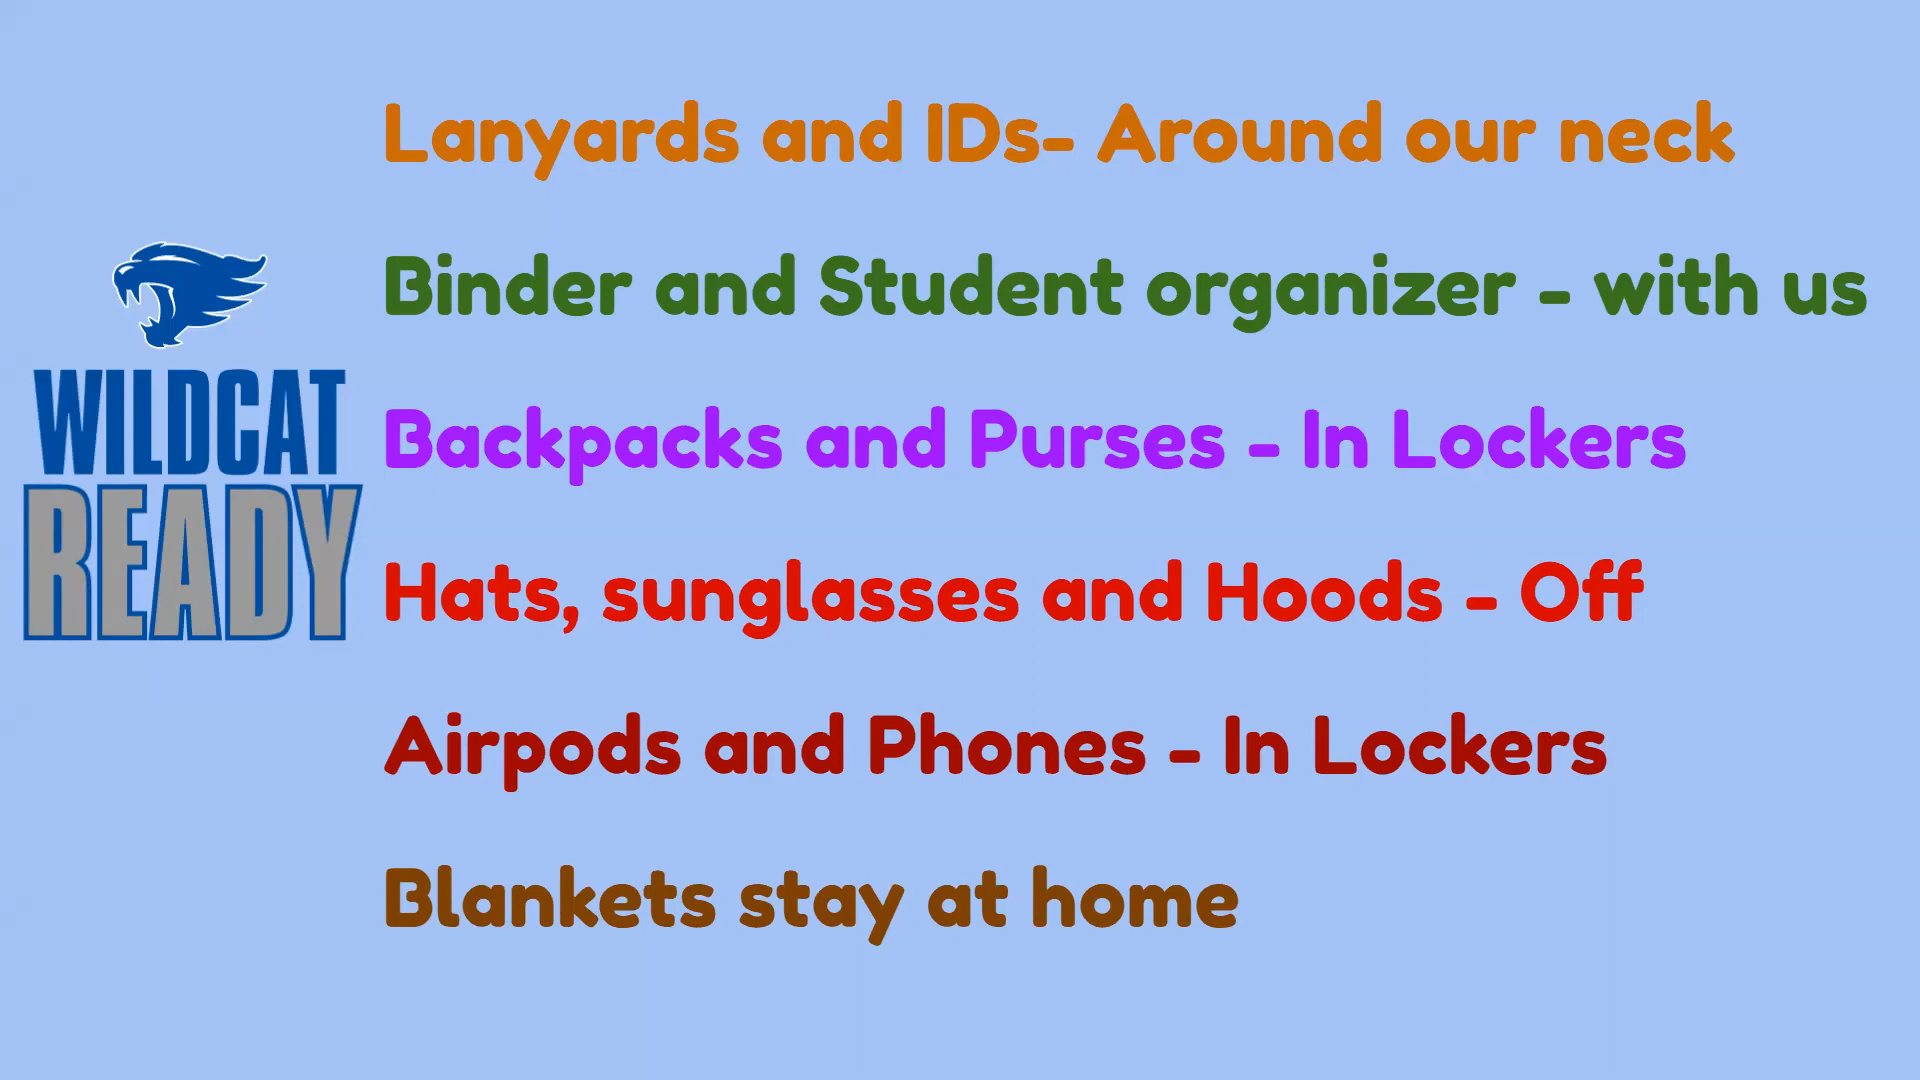 Lanyards and IDs- Around our neck
Binder and Student organizer - with us
WILDCAT
READY
Backpacks and Purses - In Lockers
Hats, sunglasses and Hoods - Off
Airpods and Phones - In Lockers
Blankets stay at home